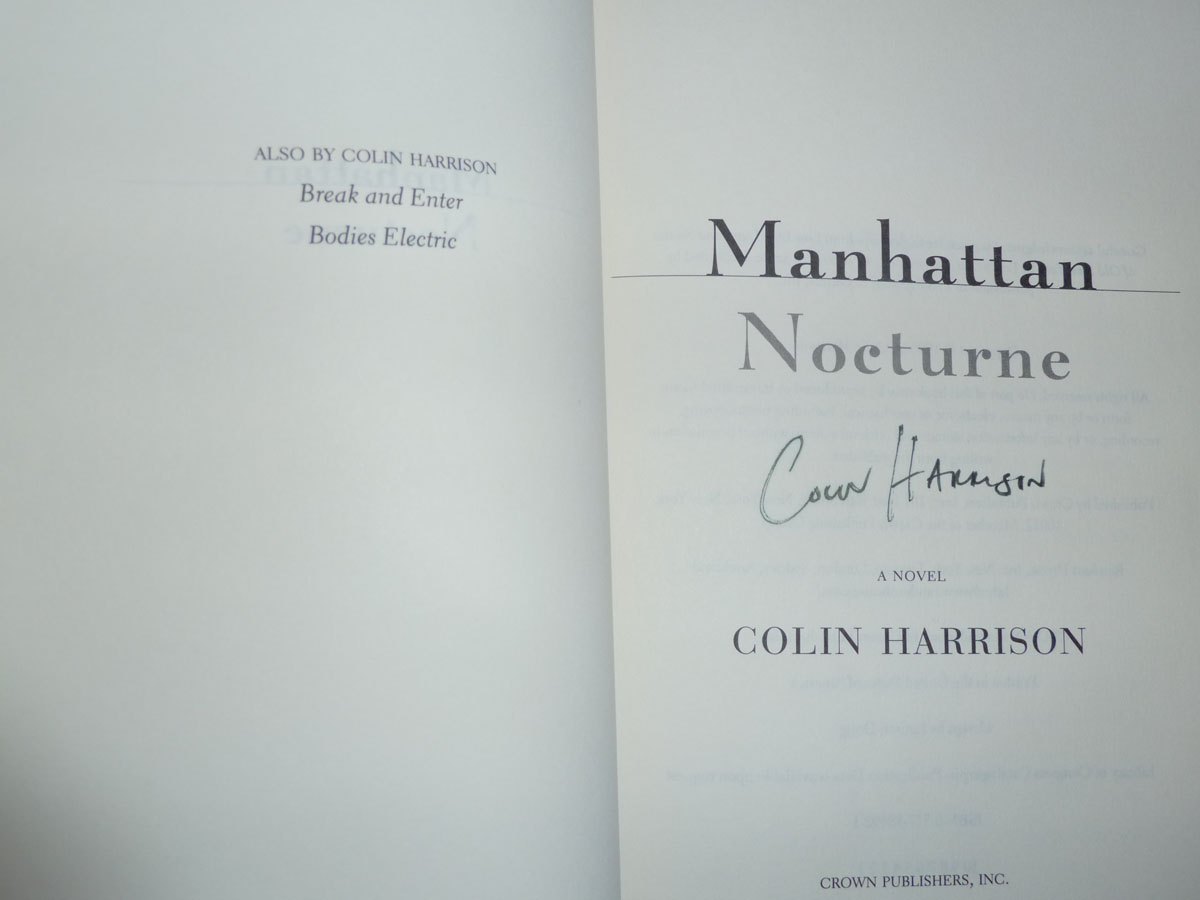 ALSO BY COLIN HARRISON
Break and Enter
Bodies Electric
Manhattan
Nocturne
Colin Harrison
A NOVEL
COLIN HARRISON
CROWN PUBLISHERS, INC.